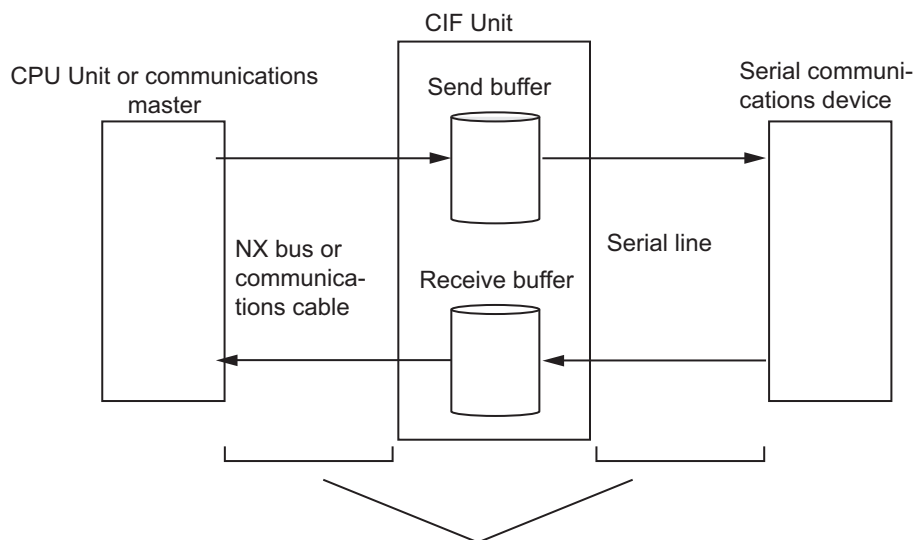 CIF Unit
CPU Unit or communications
master
Send buffer
Serial communi-
cations device
NX bus or
communica-
tions cable
Serial line
Receive buffer